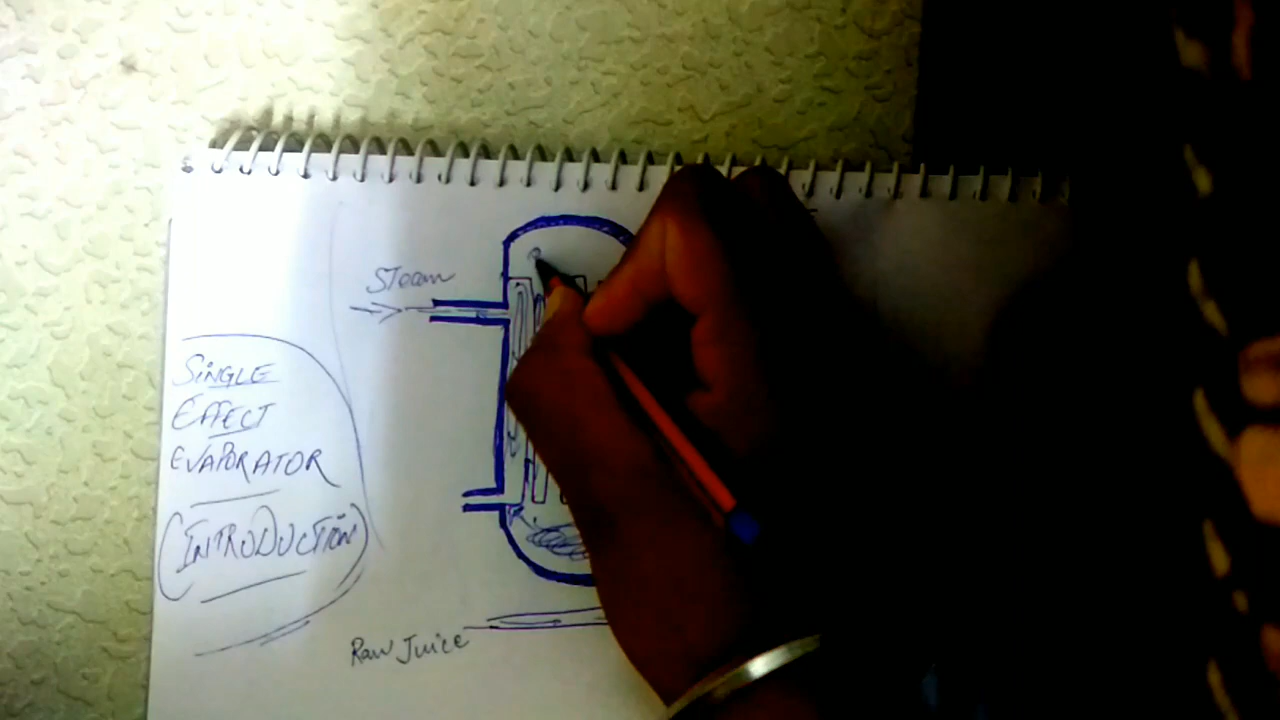 Steam
SINGLE
EFFECT
EVAPORATOR
(INTRODUCTION)
Raw Juice